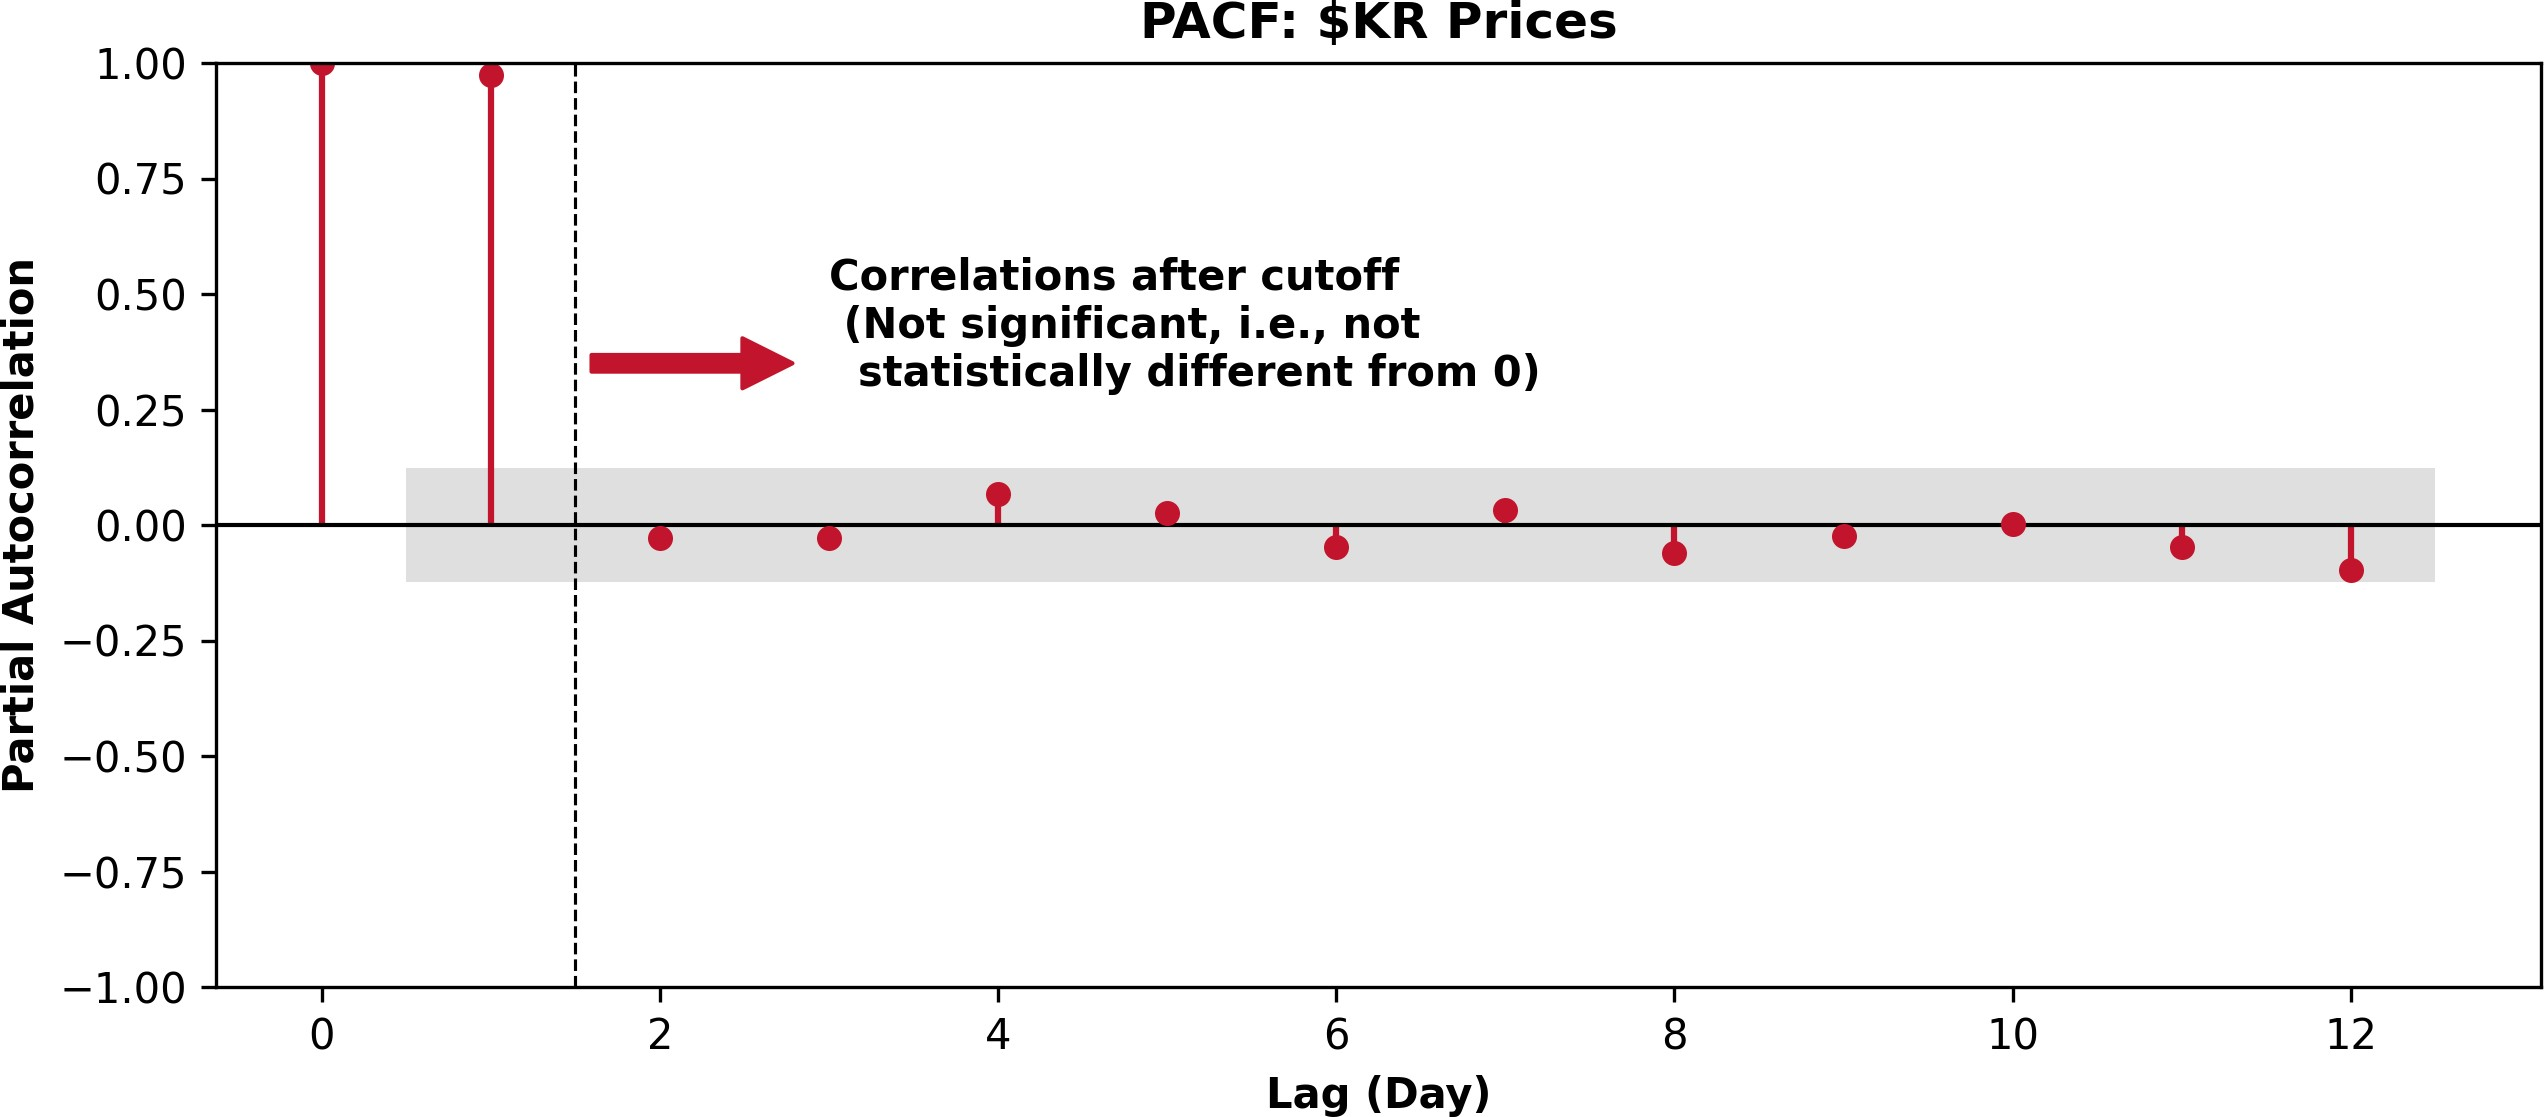 PACF: $KR Prices
1.00
0.75
0.50
0.25
0.00
−0.25
−0.50
−0.75
−1.00
Partial Autocorrelation
Correlations after cutoff
(Not significant, i.e., not
statistically different from 0)
0 2 4 6 8 10 12
Lag (Day)